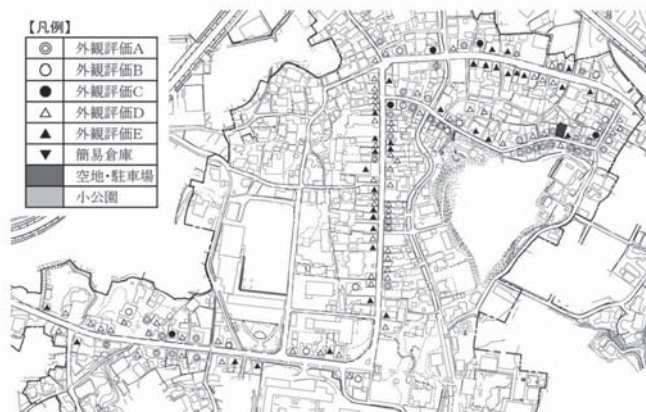 【凡例】
◎ 外観評価A
○ 外観評価B
● 外観評価C
△ 外観評価D
▲ 外観評価E
▼ 簡易倉庫
空地・駐車場
小公園